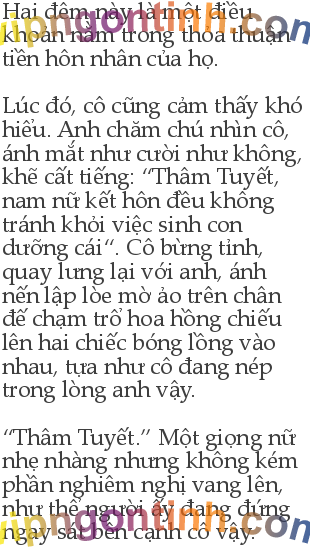 Hai đêm này là một điều
khoản nằm trong thỏa thuận
tiền hôn nhân của họ.
Lúc đó, cô cũng cảm thấy khó
hiểu. Anh chăm chú nhìn cô,
ánh mắt như cười như không,
khẽ cất tiếng: “Thâm Tuyết,
nam nữ kết hôn đều không
tránh khỏi việc sinh con
dưỡng cái“. Cô bừng tỉnh,
quay lưng lại với anh, ánh
nến lập lòe mờ ảo trên chân
đế chạm trổ hoa hồng chiếu
lên hai chiếc bóng lồng vào
nhau, tựa như cô đang nép
trong lòng anh vậy.
“Thâm Tuyết.” Một giọng nữ
nhẹ nhàng nhưng không kém
phần nghiêm nghị vang lên,
như thể người ấy đang đứng
ngay sát bên cạnh cô vậy.
vipngontinh.com
vipngontinh.com